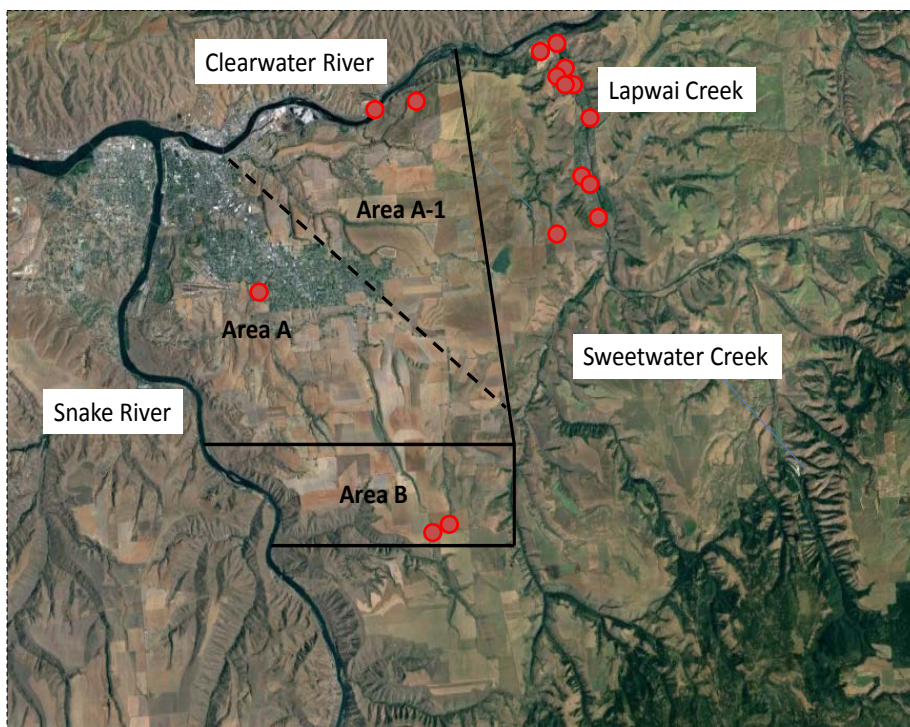 Clearwater River
Lapwai Creek
Area A-1
Area A
Sweetwater Creek
Snake River
Area B